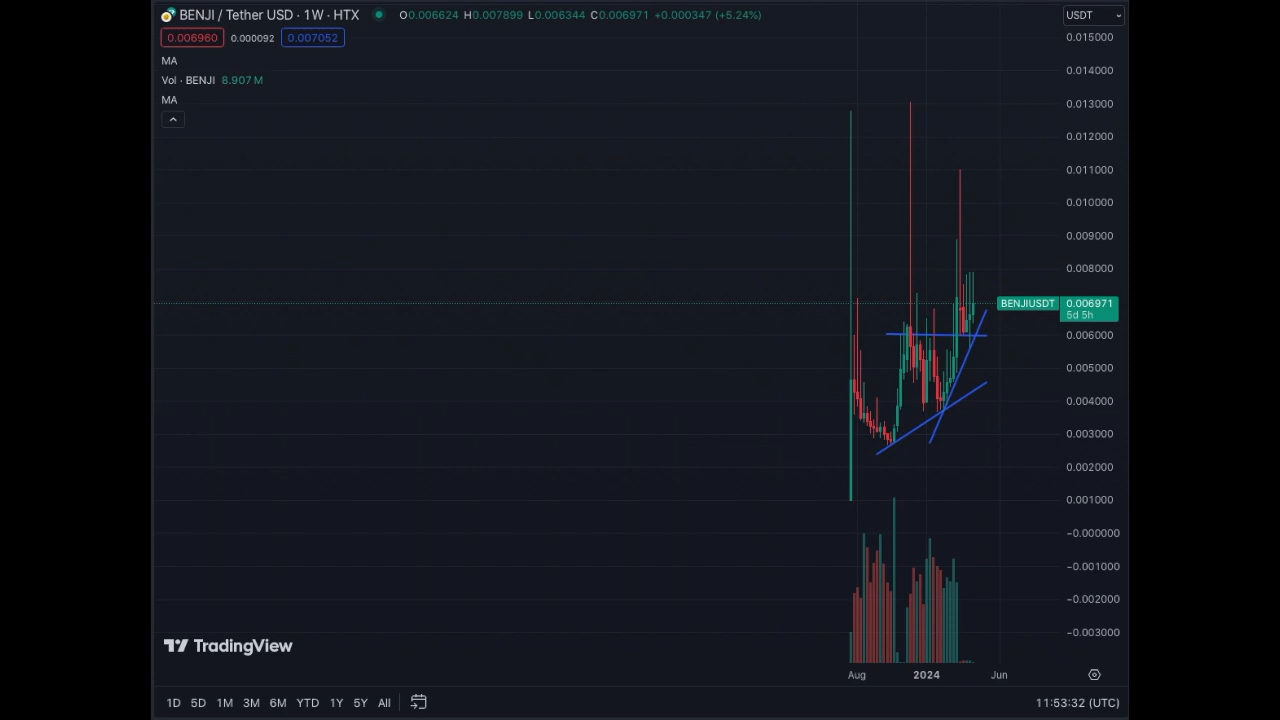 BENJI / Tether USD · 1W · HTX O0.006624 H0.007899 L0.006344 C0.006971 +0.000347 (+5.24%)
USDT
0.006960 0.000092 0.007052
MA
Vol · BENJI 8.907 M
MA
0.015000
0.014000
0.013000
0.012000
0.011000
0.010000
0.009000
0.008000
BENJIUSDT 0.006971
5d 5h
0.006000
0.005000
0.004000
0.003000
0.002000
0.001000
−0.000000
−0.001000
−0.002000
−0.003000
TradingView
Aug 2024 Jun
1D 5D 1M 3M 6M YTD 1Y 5Y All 11:53:32 (UTC)